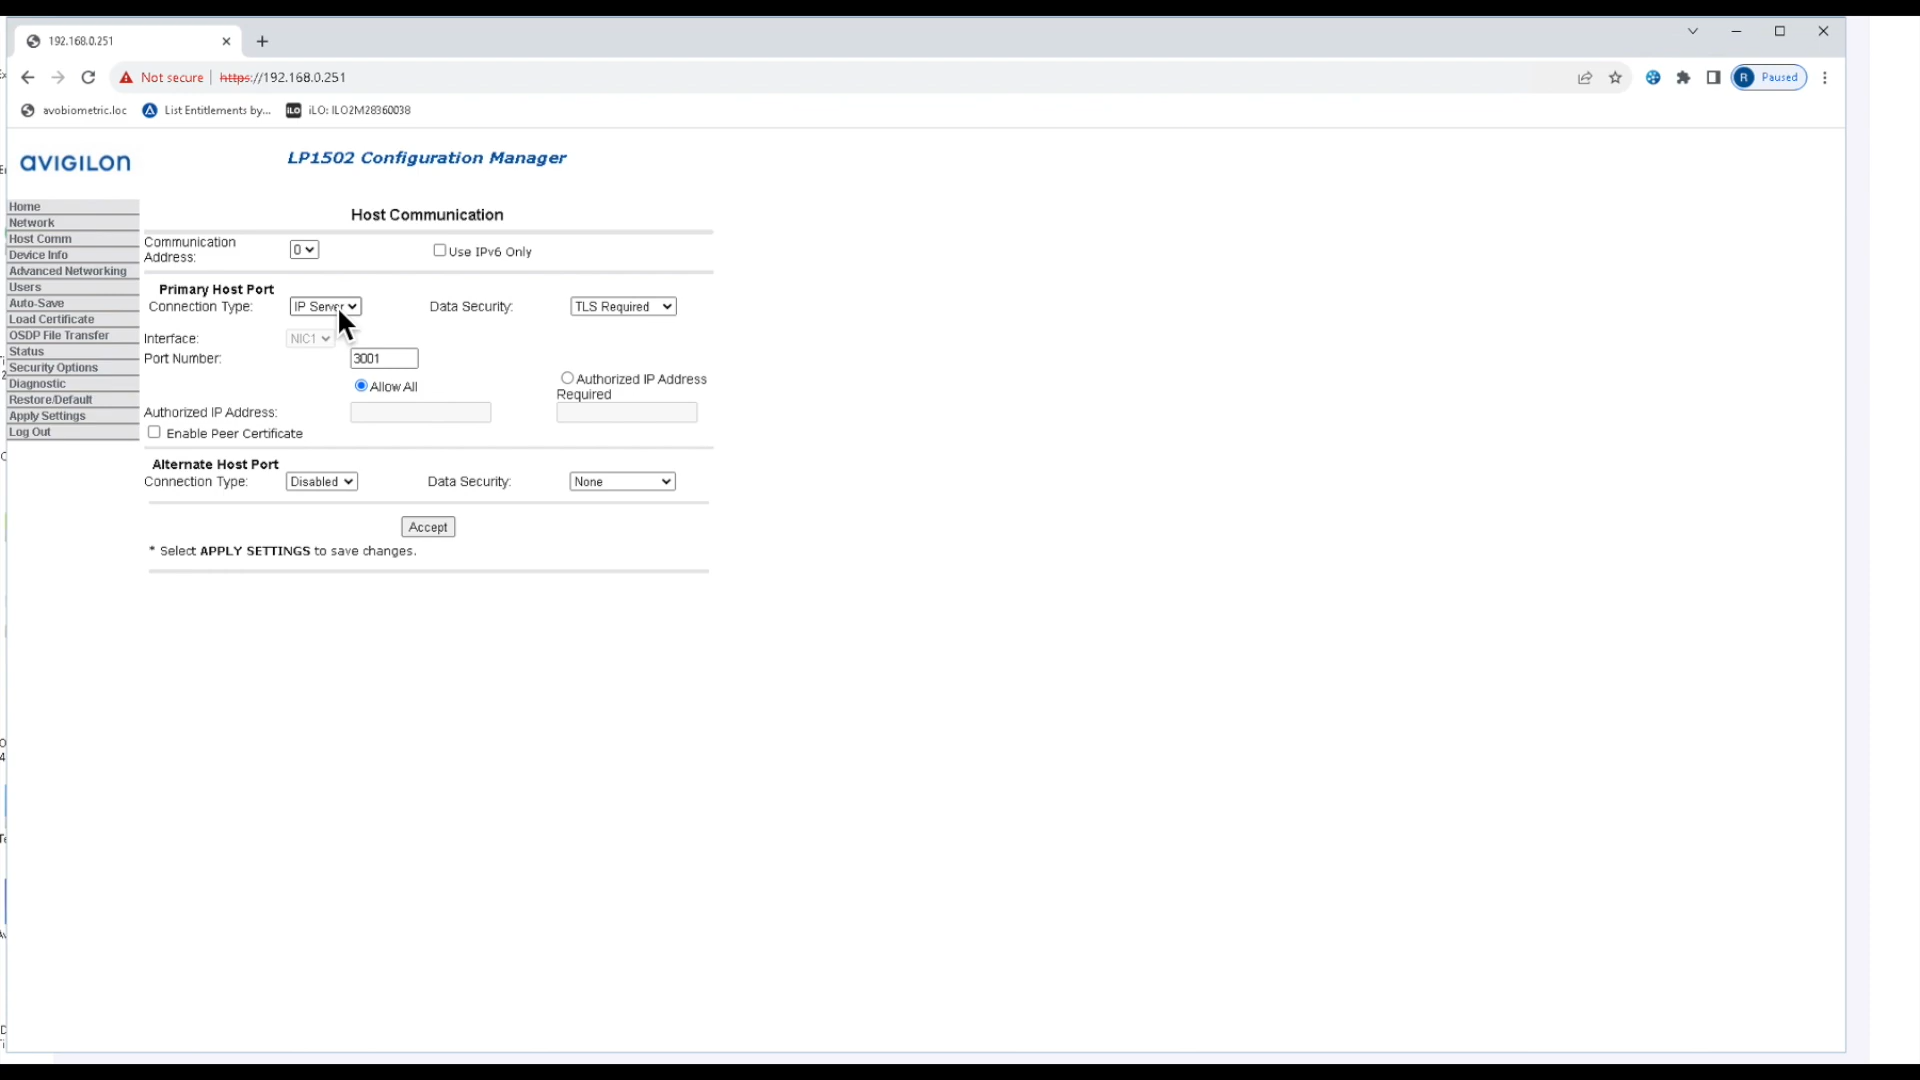 192.168.0.251
Not secure | https://192.168.0.251
Paused
R
avobiometric.loc
List Entitlements by...
iLO
iLO: ILO2M28360038
avigilon
LP1502 Configuration Manager
Home
Network
Host Comm
Device Info
Advanced Networking
Users
Auto-Save
Load Certificate
OSDP File Transfer
Status
Security Options
Diagnostic
Restore/Default
Apply Settings
Log Out
Host Communication
Communication
Address:
0
Use IPv6 Only
Primary Host Port
Connection Type: IP Server Data Security: TLS Required
Interface: NIC1
Port Number: 3001
Allow All
Authorized IP Address
Required
Authorized IP Address:
Enable Peer Certificate
Alternate Host Port
Connection Type: Disabled Data Security: None
Accept
* Select APPLY SETTINGS to save changes.